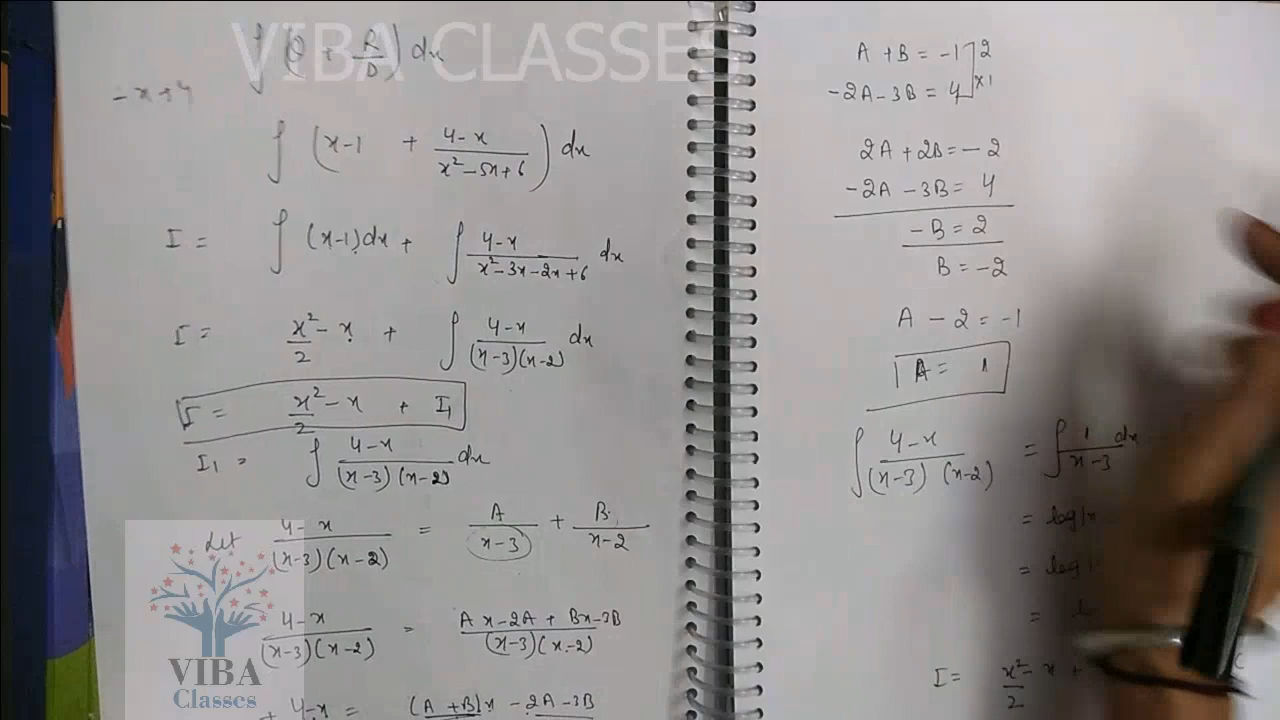 VIBA CLASSES
∫ (Q + R/D) dx
- x + 4
∫ (x-1 + (4-x)/(x²-5x+6)) dx
I = ∫ (x-1) dx + ∫ (4-x)/(x²-3x-2x+6) dx
I = x²/2 - x + ∫ (4-x)/((x-3)(x-2)) dx
I = x²/2 - x + I₁
I₁ = ∫ (4-x)/((x-3)(x-2)) dx
Let (4-x)/((x-3)(x-2)) = A/(x-3) + B/(x-2)
(4-x)/((x-3)(x-2)) = (Ax-2A + Bx-3B)/((x-3)(x-2))
4-x = (A+B)x - 2A-3B
VIBA
Classes
A + B = -1 ] 2
-2A-3B = 4 ] x1
2A+2B = -2
-2A-3B = 4
-B = 2
B = -2
A - 2 = -1
A = 1
∫ (4-x)/((x-3)(x-2)) = ∫ 1/(x-3) dx
= log|x
= log|
=
I = x²/2 - x +